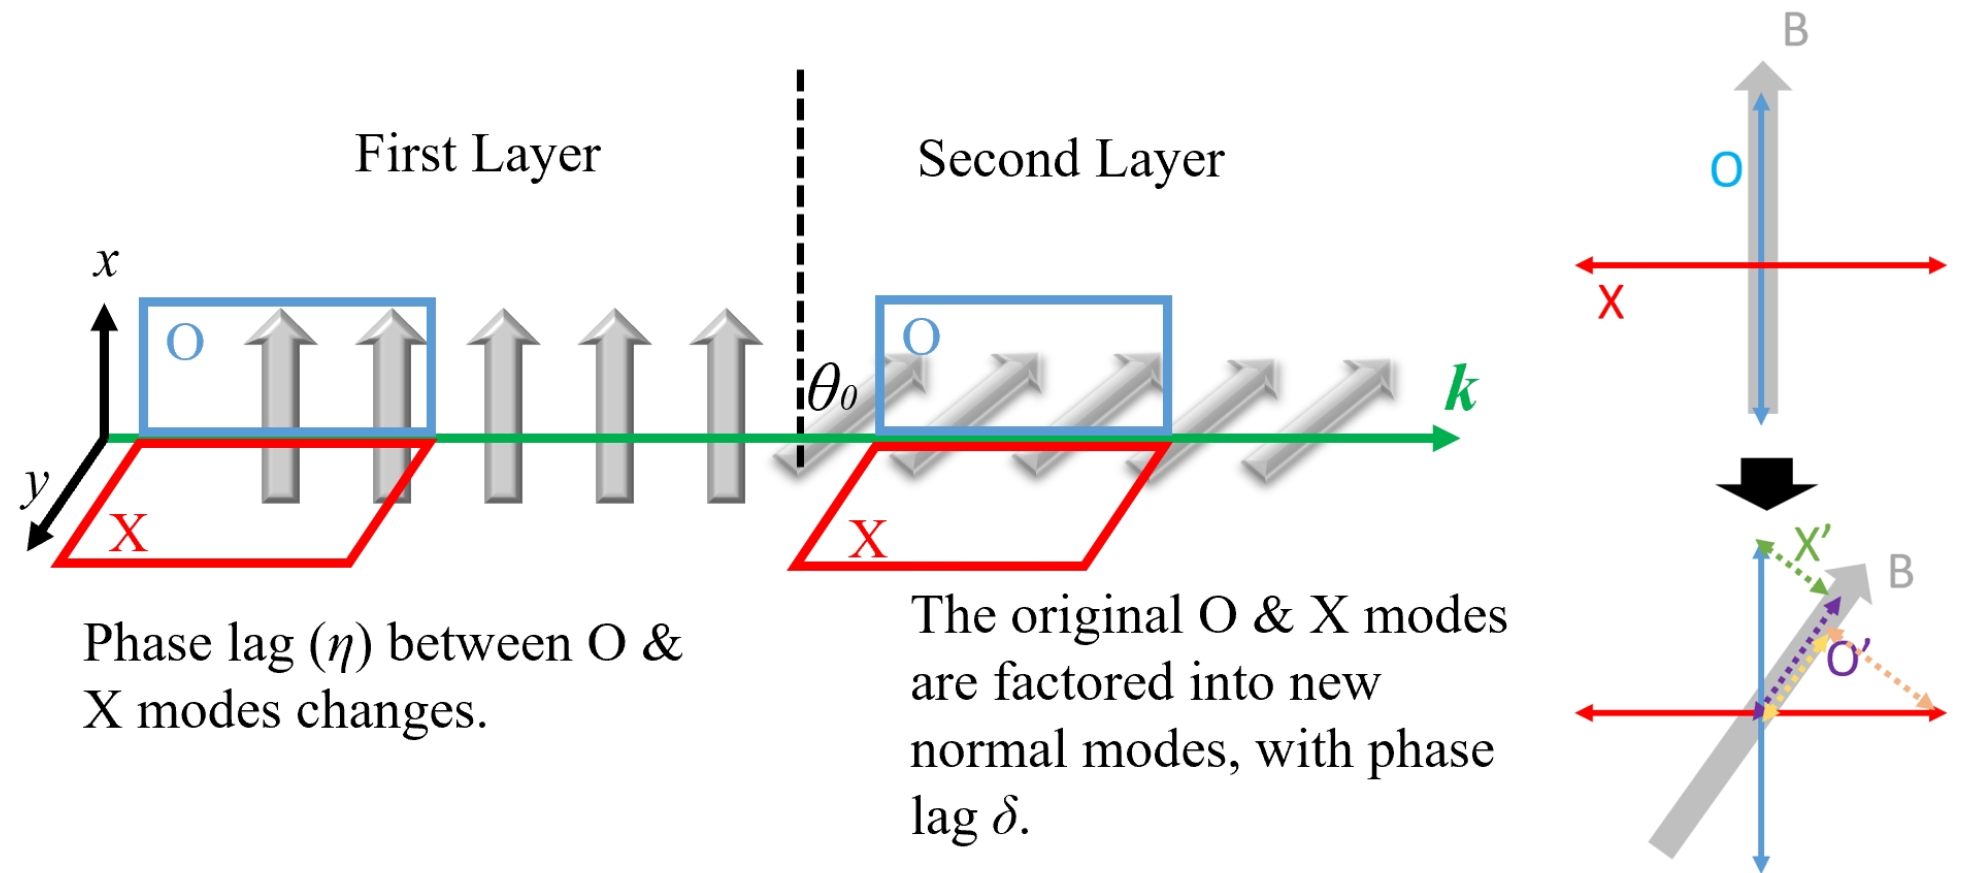 First Layer
Second Layer
x
y
O
X
θ0
O
X
k
Phase lag (η) between O &
X modes changes.
The original O & X modes
are factored into new
normal modes, with phase
lag δ.
B
O
X
X’
B
O’